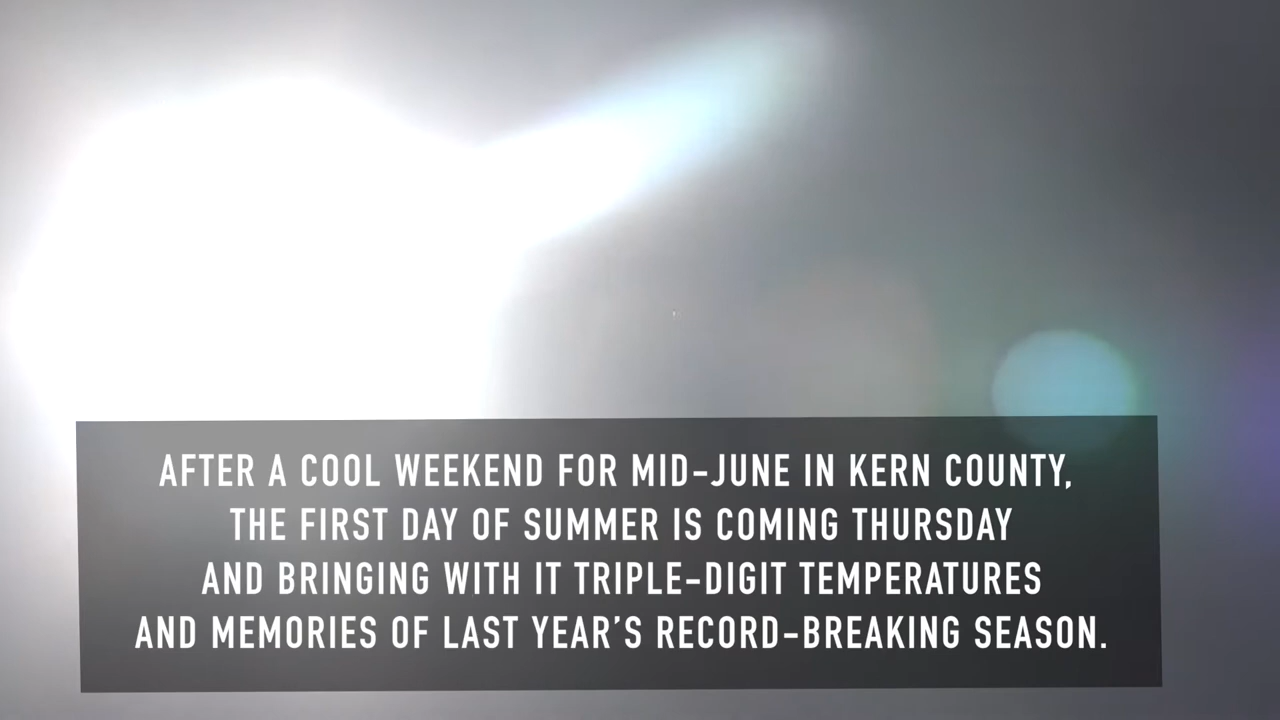 AFTER A COOL WEEKEND FOR MID-JUNE IN KERN COUNTY,
THE FIRST DAY OF SUMMER IS COMING THURSDAY
AND BRINGING WITH IT TRIPLE-DIGIT TEMPERATURES
AND MEMORIES OF LAST YEAR'S RECORD-BREAKING SEASON.